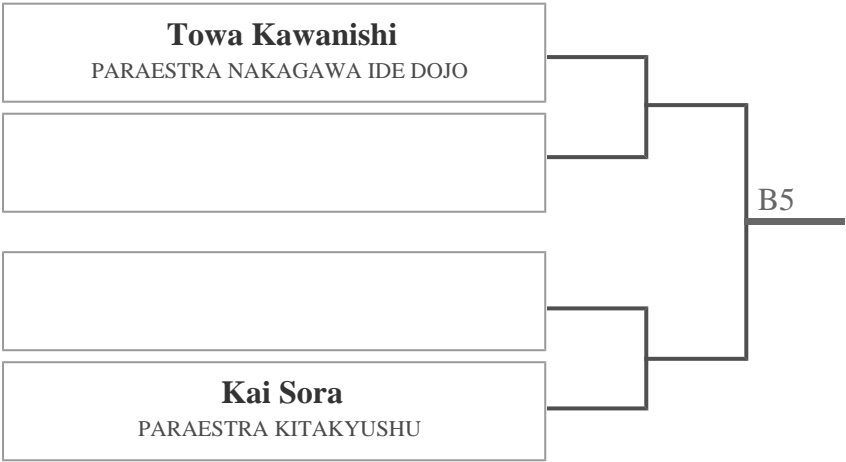 Towa Kawanishi
PARAESTRA NAKAGAWA IDE DOJO
B5
Kai Sora
PARAESTRA KITAKYUSHU